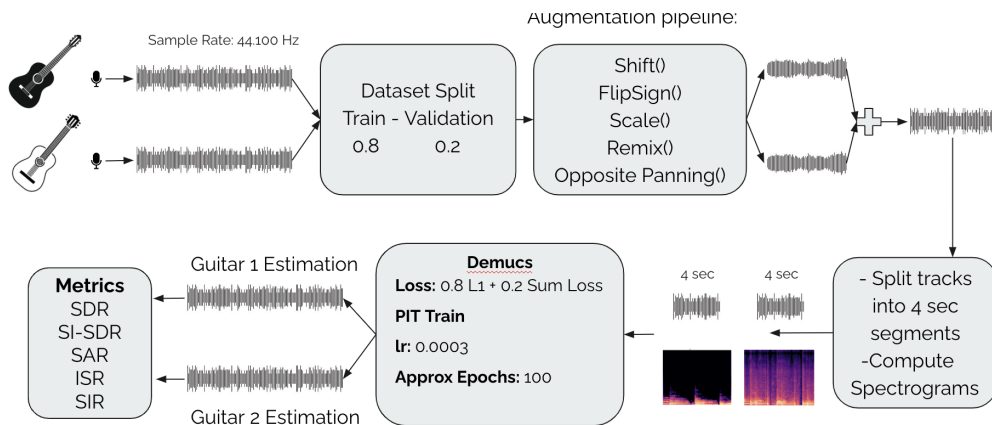 Augmentation pipeline:
Sample Rate: 44.100 Hz
Dataset Split
Train - Validation
0.8 0.2
Shift()
FlipSign()
Scale()
Remix()
Opposite Panning()
- Split tracks
into 4 sec
segments
-Compute
Spectrograms
4 sec 4 sec
Demucs
Loss: 0.8 L1 + 0.2 Sum Loss
PIT Train
lr: 0.0003
Approx Epochs: 100
Guitar 1 Estimation
Guitar 2 Estimation
Metrics
SDR
SI-SDR
SAR
ISR
SIR